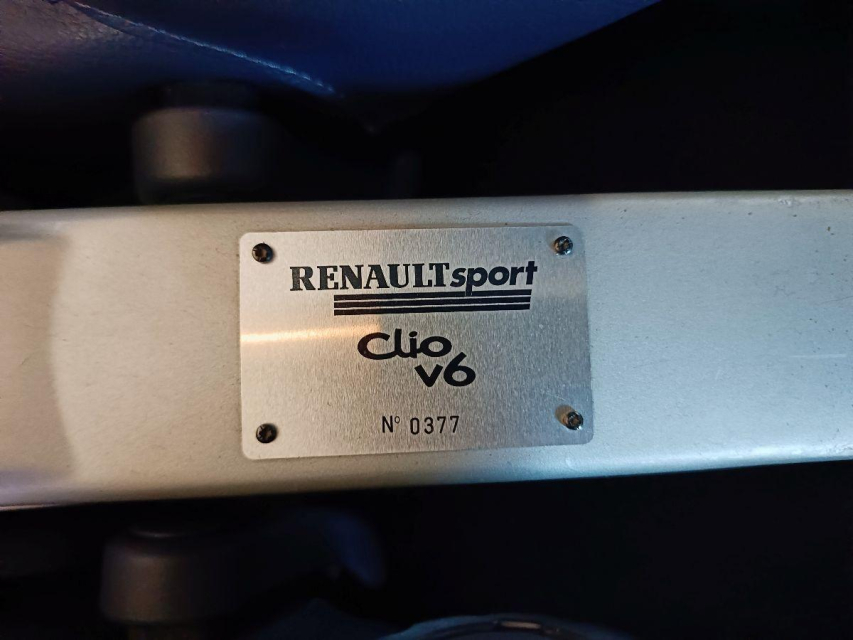 RENAULTsport
Clio
v6
N° 0377